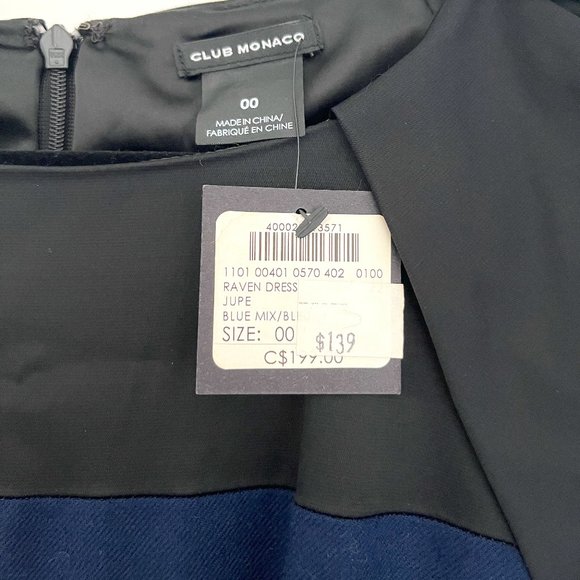 CLUB MONACO
00
MADE IN CHINA/
FABRIQUÉ EN CHINE
1101 00401 0570 402 0100
RAVEN DRESS
JUPE
BLUE MIX/BL
SIZE: 00
$139
C$199.00